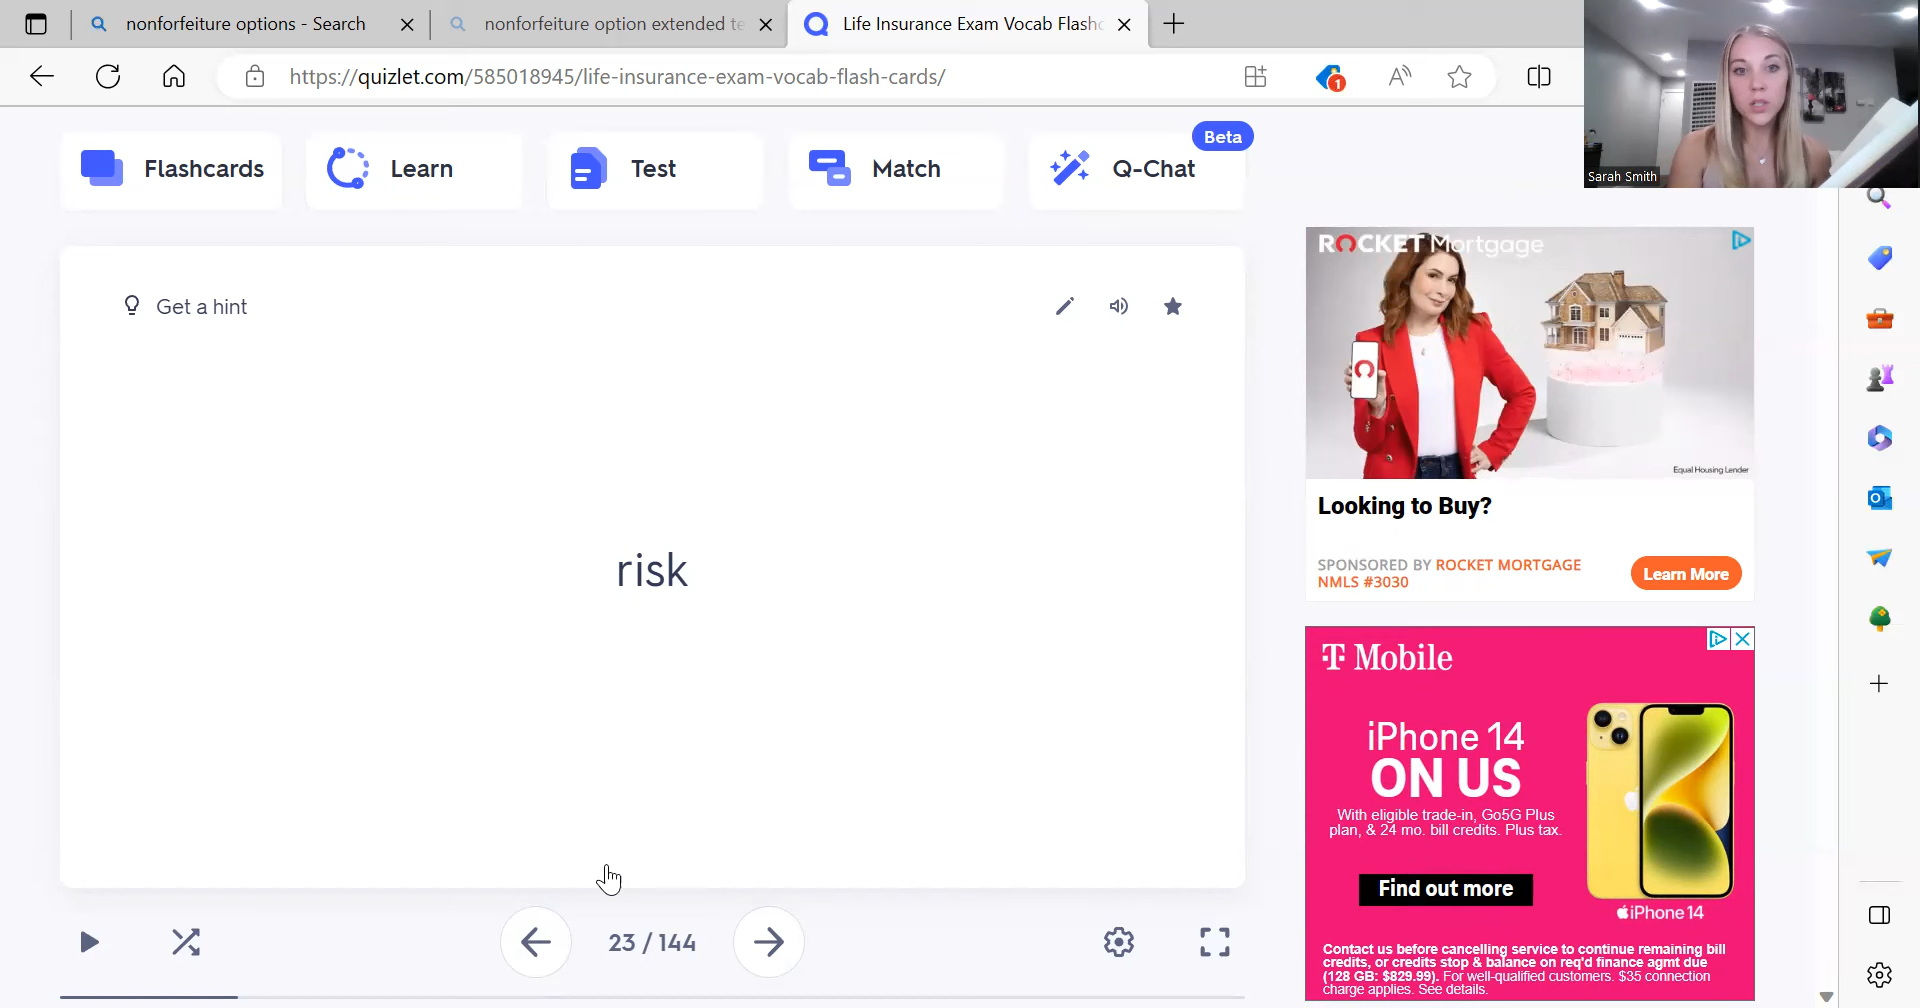 nonforfeiture options - Search
nonforfeiture option extended te
Life Insurance Exam Vocab Flashc
https://quizlet.com/585018945/life-insurance-exam-vocab-flash-cards/
1
Sarah Smith
Flashcards
Learn
Test
Match
Q-Chat
Beta
Get a hint
risk
23 / 144
ROCKET Mortgage
Equal Housing Lender
Looking to Buy?
SPONSORED BY ROCKET MORTGAGE
NMLS #3030
Learn More
T Mobile
iPhone 14
ON US
With eligible trade-in, Go5G Plus
plan, & 24 mo. bill credits. Plus tax.
Find out more
iPhone 14
Contact us before cancelling service to continue remaining bill
credits, or credits stop & balance on req'd finance agmt due
(128 GB: $829.99). For well-qualified customers. $35 connection
charge applies. See details.